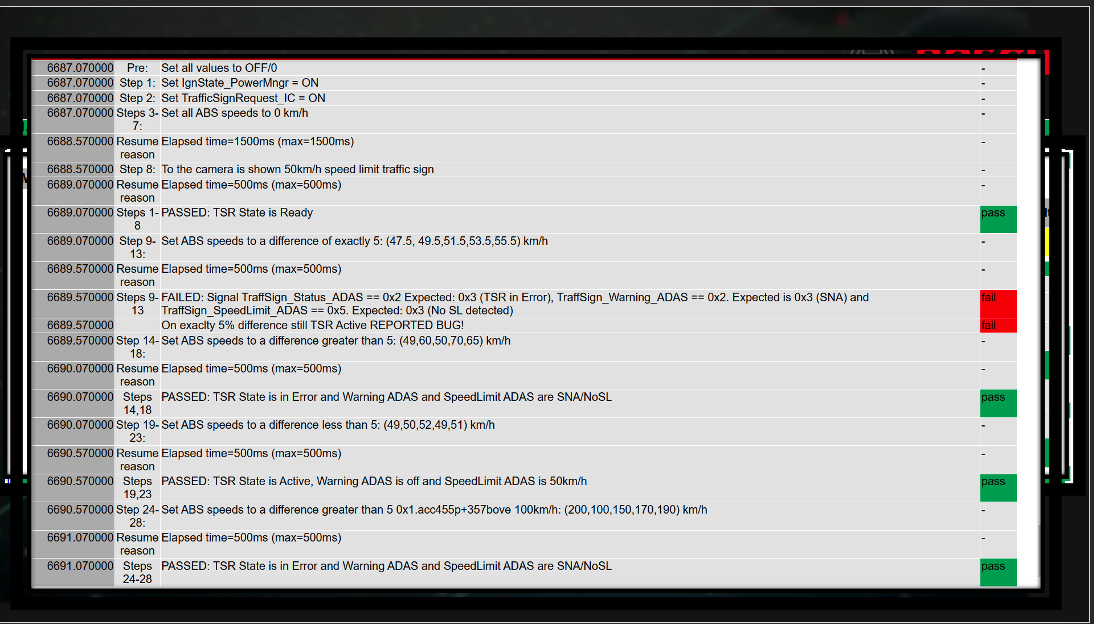 6687.070000 Pre: Set all values to OFF/0 -
6687.070000 Step 1: Set IgnState_PowerMngr = ON -
6687.070000 Step 2: Set TrafficSignRequest_IC = ON -
6687.070000 Steps 3- Set all ABS speeds to 0 km/h -
7:
6688.570000 Resume Elapsed time=1500ms (max=1500ms) -
reason
6688.570000 Step 8: To the camera is shown 50km/h speed limit traffic sign -
6689.070000 Resume Elapsed time=500ms (max=500ms) -
reason
6689.070000 Steps 1- PASSED: TSR State is Ready pass
8
6689.070000 Step 9- Set ABS speeds to a difference of exactly 5: (47.5, 49.5,51.5,53.5,55.5) km/h -
13:
6689.570000 Resume Elapsed time=500ms (max=500ms) -
reason
6689.570000 Steps 9- FAILED: Signal TraffSign_Status_ADAS == 0x2 Expected: 0x3 (TSR in Error), TraffSign_Warning_ADAS == 0x2. Expected is 0x3 (SNA) and fail
13 TraffSign_SpeedLimit_ADAS == 0x5. Expected: 0x3 (No SL detected)
6689.570000 On exaclty 5% difference still TSR Active REPORTED BUG! fail
6689.570000 Step 14- Set ABS speeds to a difference greater than 5: (49,60,50,70,65) km/h -
18:
6690.070000 Resume Elapsed time=500ms (max=500ms) -
reason
6690.070000 Steps PASSED: TSR State is in Error and Warning ADAS and SpeedLimit ADAS are SNA/NoSL pass
14,18
6690.070000 Step 19- Set ABS speeds to a difference less than 5: (49,50,52,49,51) km/h -
23:
6690.570000 Resume Elapsed time=500ms (max=500ms) -
reason
6690.570000 Steps PASSED: TSR State is Active, Warning ADAS is off and SpeedLimit ADAS is 50km/h pass
19,23
6690.570000 Step 24- Set ABS speeds to a difference greater than 5 0x1.acc455p+357bove 100km/h: (200,100,150,170,190) km/h -
28:
6691.070000 Resume Elapsed time=500ms (max=500ms) -
reason
6691.070000 Steps PASSED: TSR State is in Error and Warning ADAS and SpeedLimit ADAS are SNA/NoSL pass
24-28